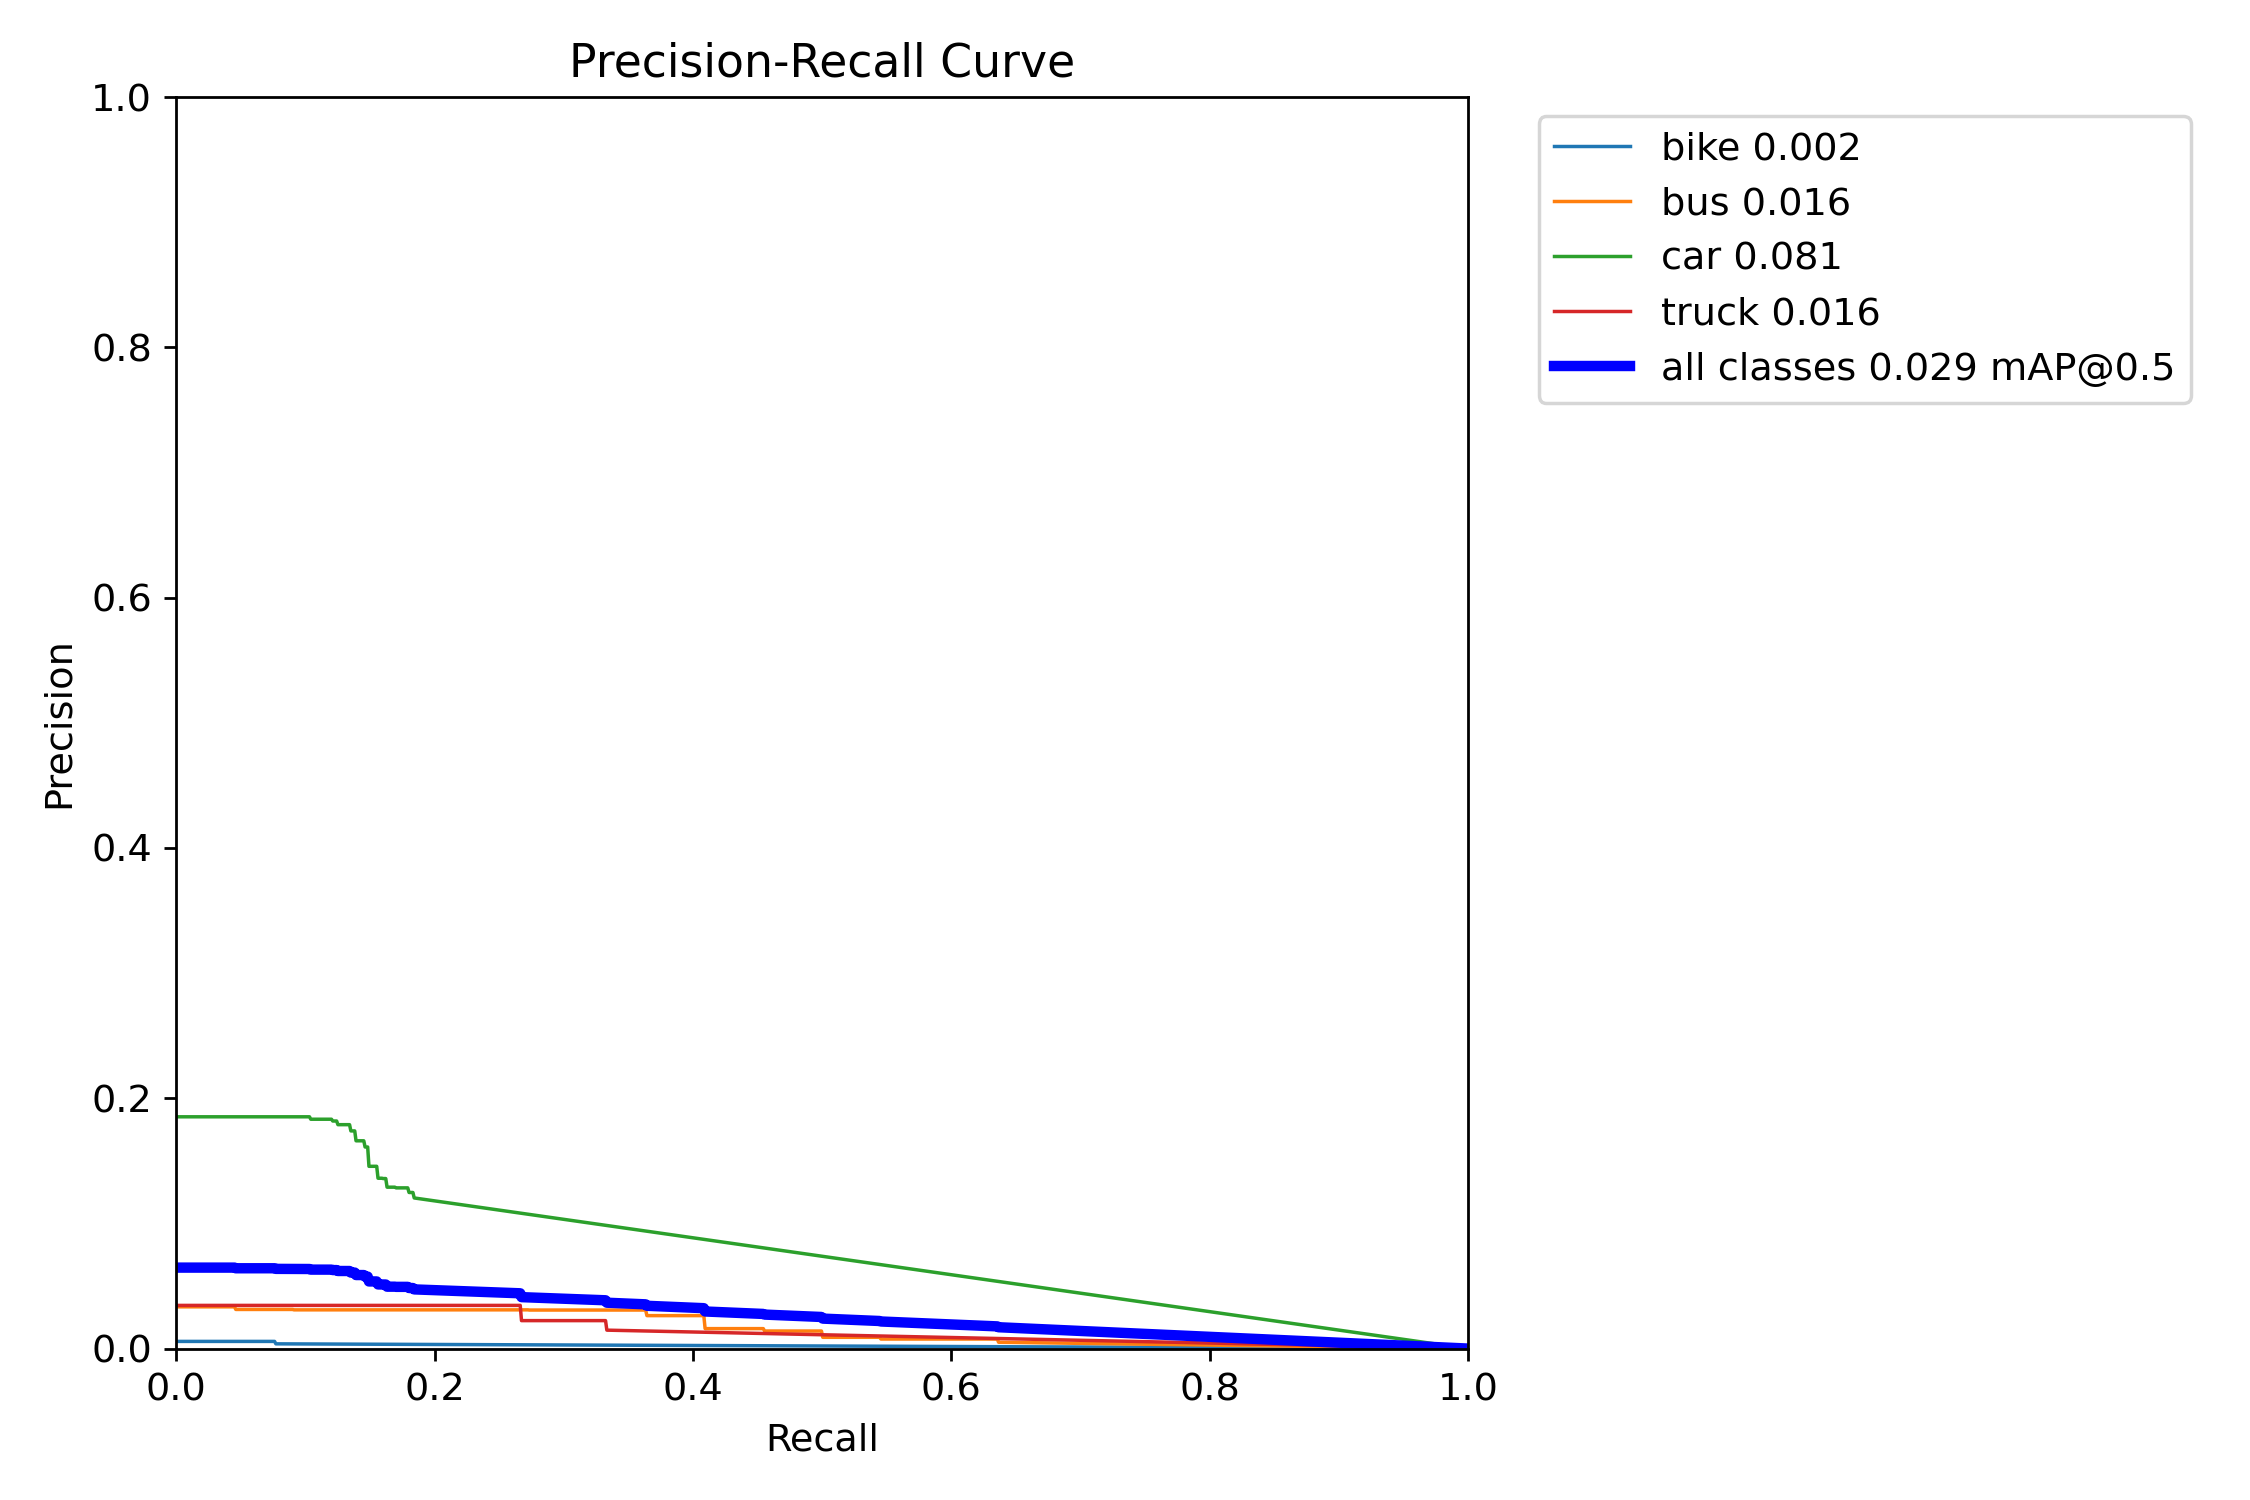 Precision-Recall Curve
1.0
0.8
0.6
0.4
0.2
0.0
Precision
0.0 0.2 0.4 0.6 0.8 1.0
Recall
bike 0.002
bus 0.016
car 0.081
truck 0.016
all classes 0.029 mAP@0.5